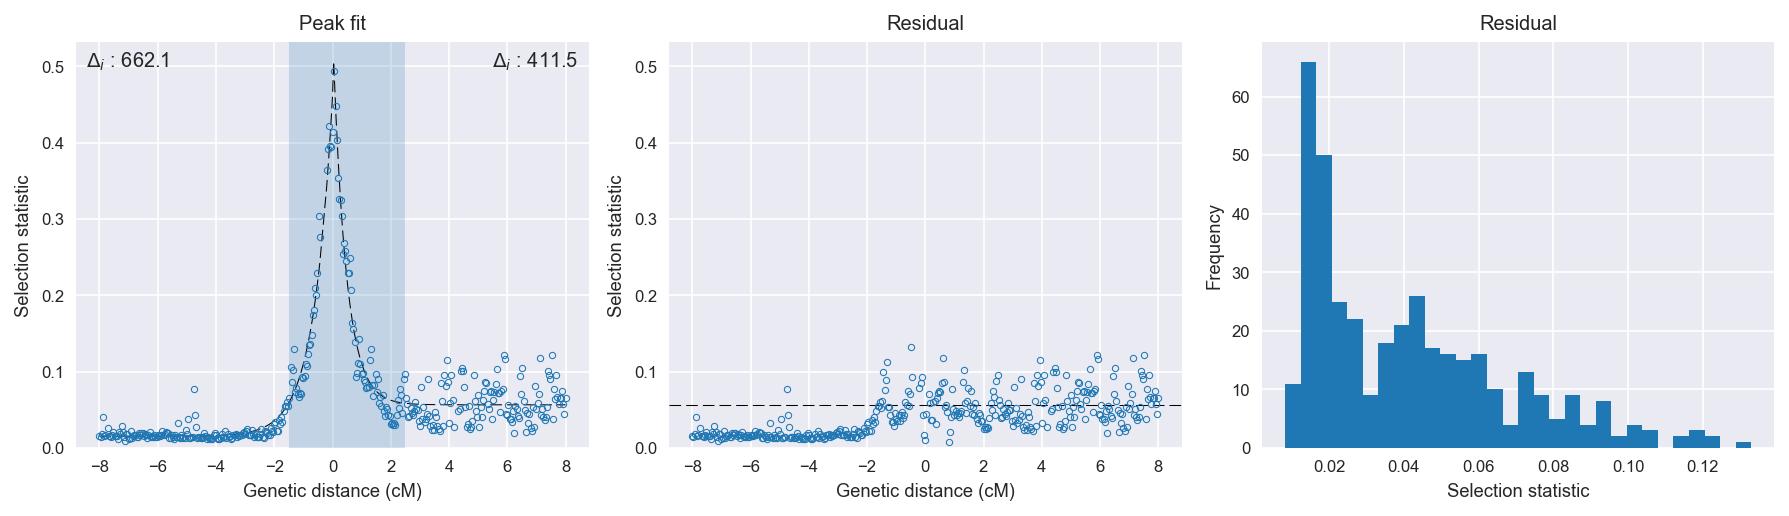 Peak fit
Δi : 662.1
Δi : 411.5
0.5
0.4
0.3
0.2
0.1
0.0
Selection statistic
−8 −6 −4 −2 0 2 4 6 8
Genetic distance (cM)
Residual
0.5
0.4
0.3
0.2
0.1
0.0
Selection statistic
−8 −6 −4 −2 0 2 4 6 8
Genetic distance (cM)
Residual
60
50
40
30
20
10
0
Frequency
0.02 0.04 0.06 0.08 0.10 0.12
Selection statistic